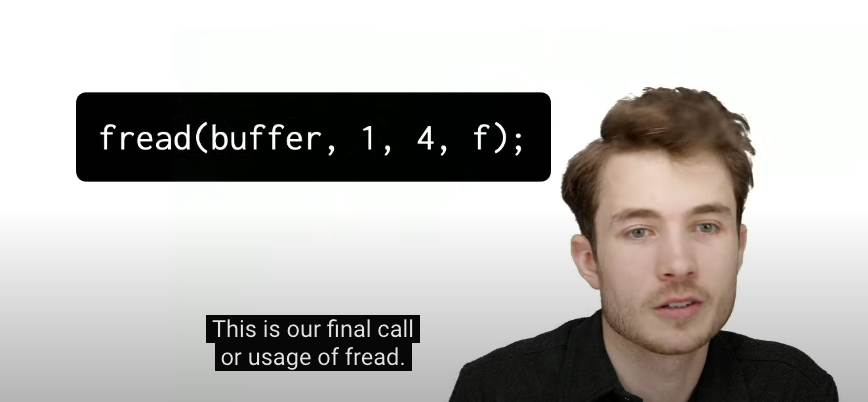 fread(buffer, 1, 4, f);
This is our final call
or usage of fread.